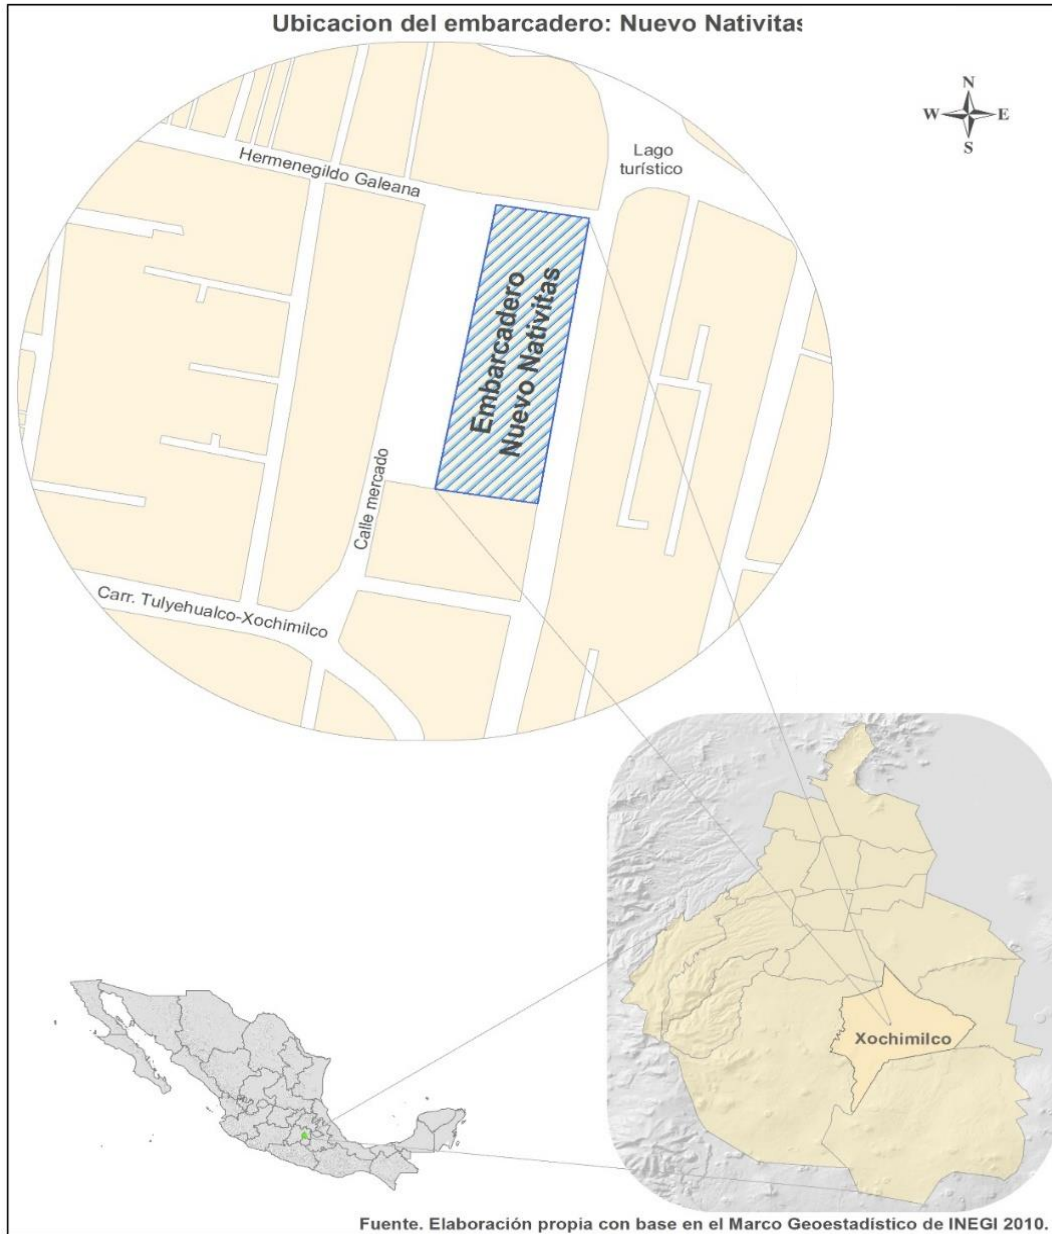 Ubicacion del embarcadero: Nuevo Nativitas
N
W
E
S
Lago
turístico
Hermenegildo Galeana
Embarcadero
Nuevo Nativitas
Calle mercado
Carr. Tulyehualco-Xochimilco
Xochimilco
Fuente. Elaboración propia con base en el Marco Geoestadístico de INEGI 2010.